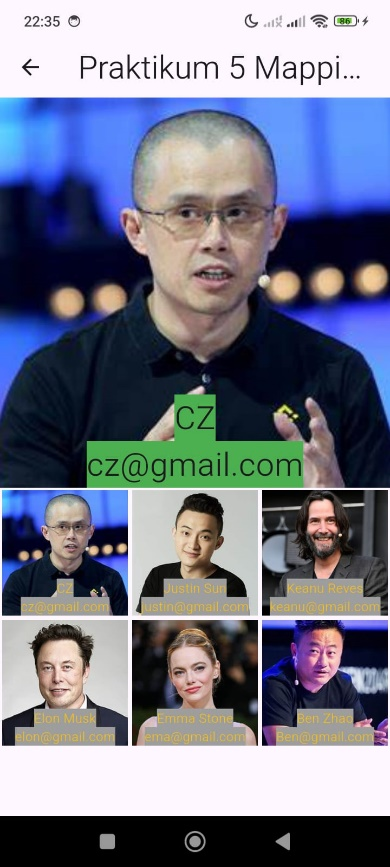 22:35
86
Praktikum 5 Mappi...
CZ
cz@gmail.com
CZ
cz@gmail.com
Justin Sun
justin@gmail.com
Keanu Reves
keanu@gmail.com
Elon Musk
elon@gmail.com
Emma Stone
ema@gmail.com
Ben Zhao
Ben@gmail.com